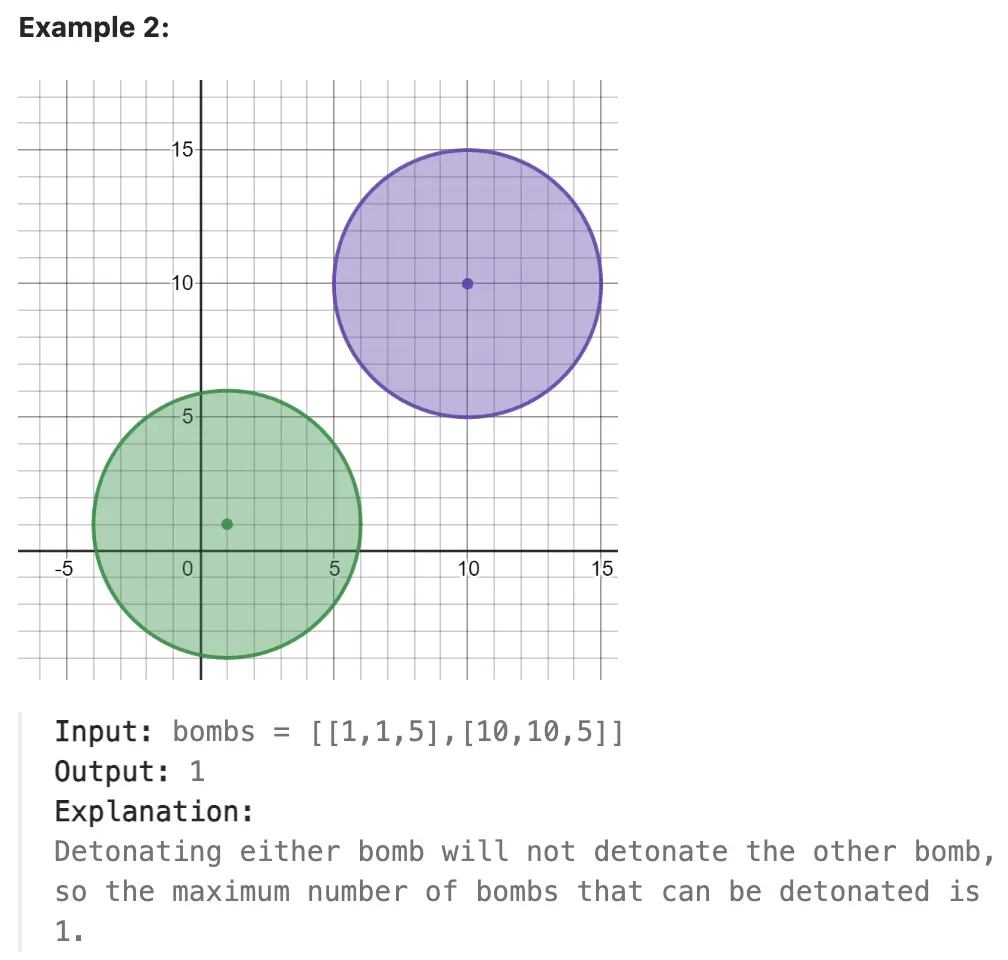 Example 2:
15
10
5
-5 0 5 10 15
Input: bombs = [[1,1,5],[10,10,5]]
Output: 1
Explanation:
Detonating either bomb will not detonate the other bomb,
so the maximum number of bombs that can be detonated is
1.